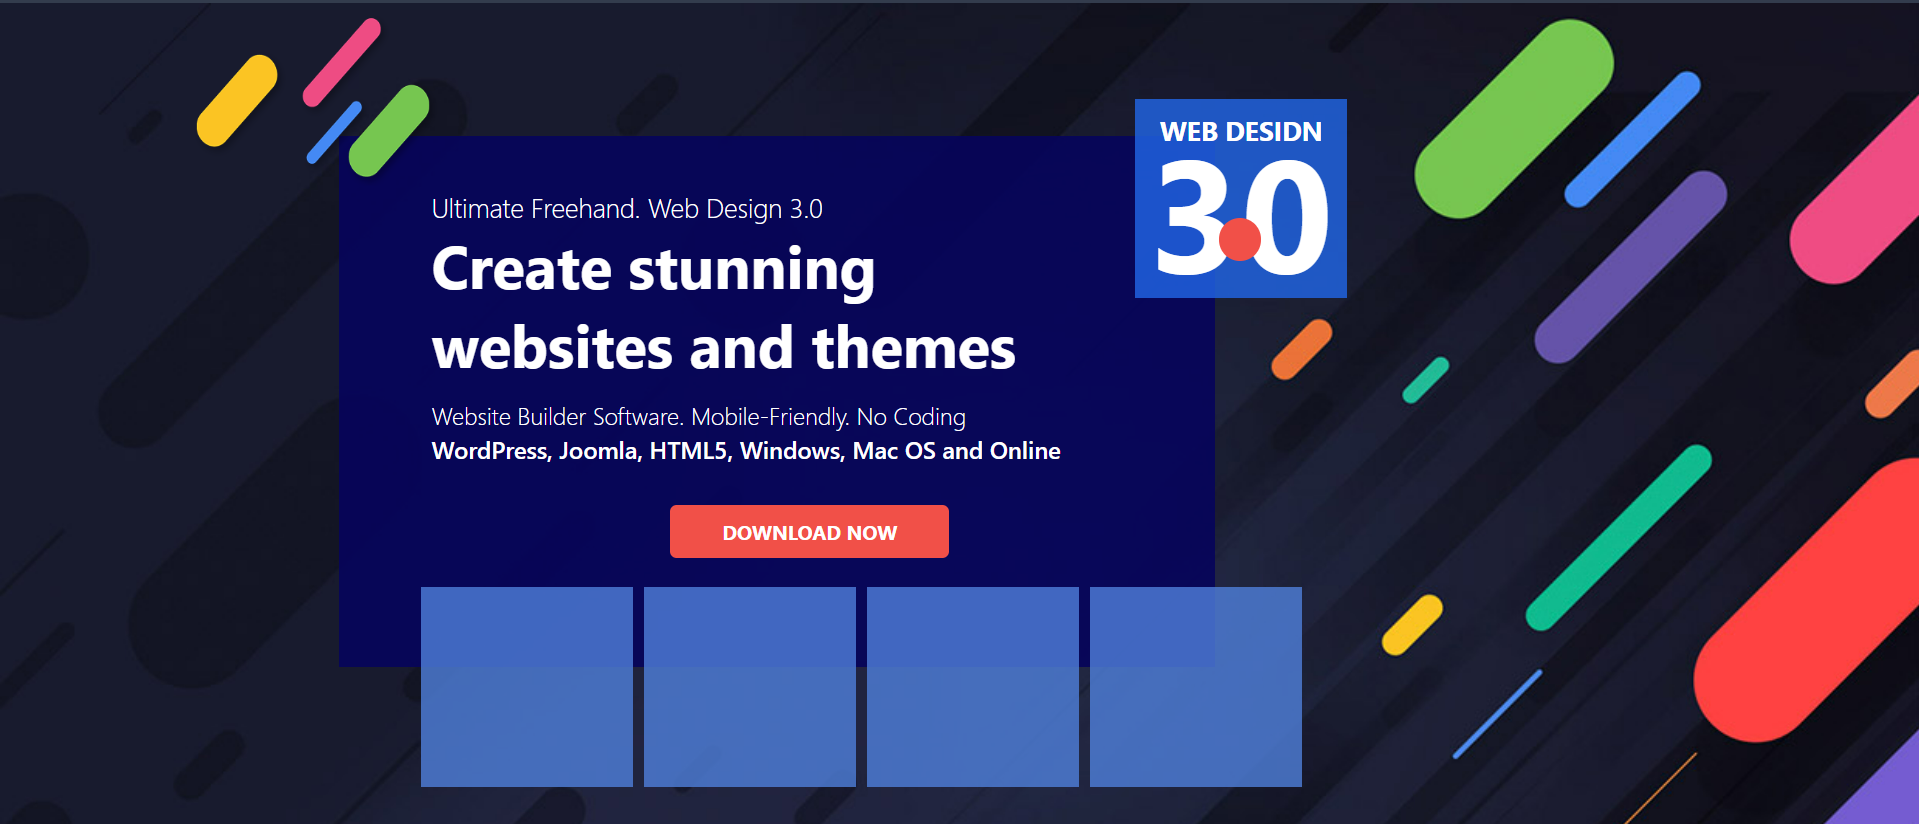 WEB DESIDN
3.0
Ultimate Freehand. Web Design 3.0
Create stunning
websites and themes
Website Builder Software. Mobile-Friendly. No Coding
WordPress, Joomla, HTML5, Windows, Mac OS and Online
DOWNLOAD NOW